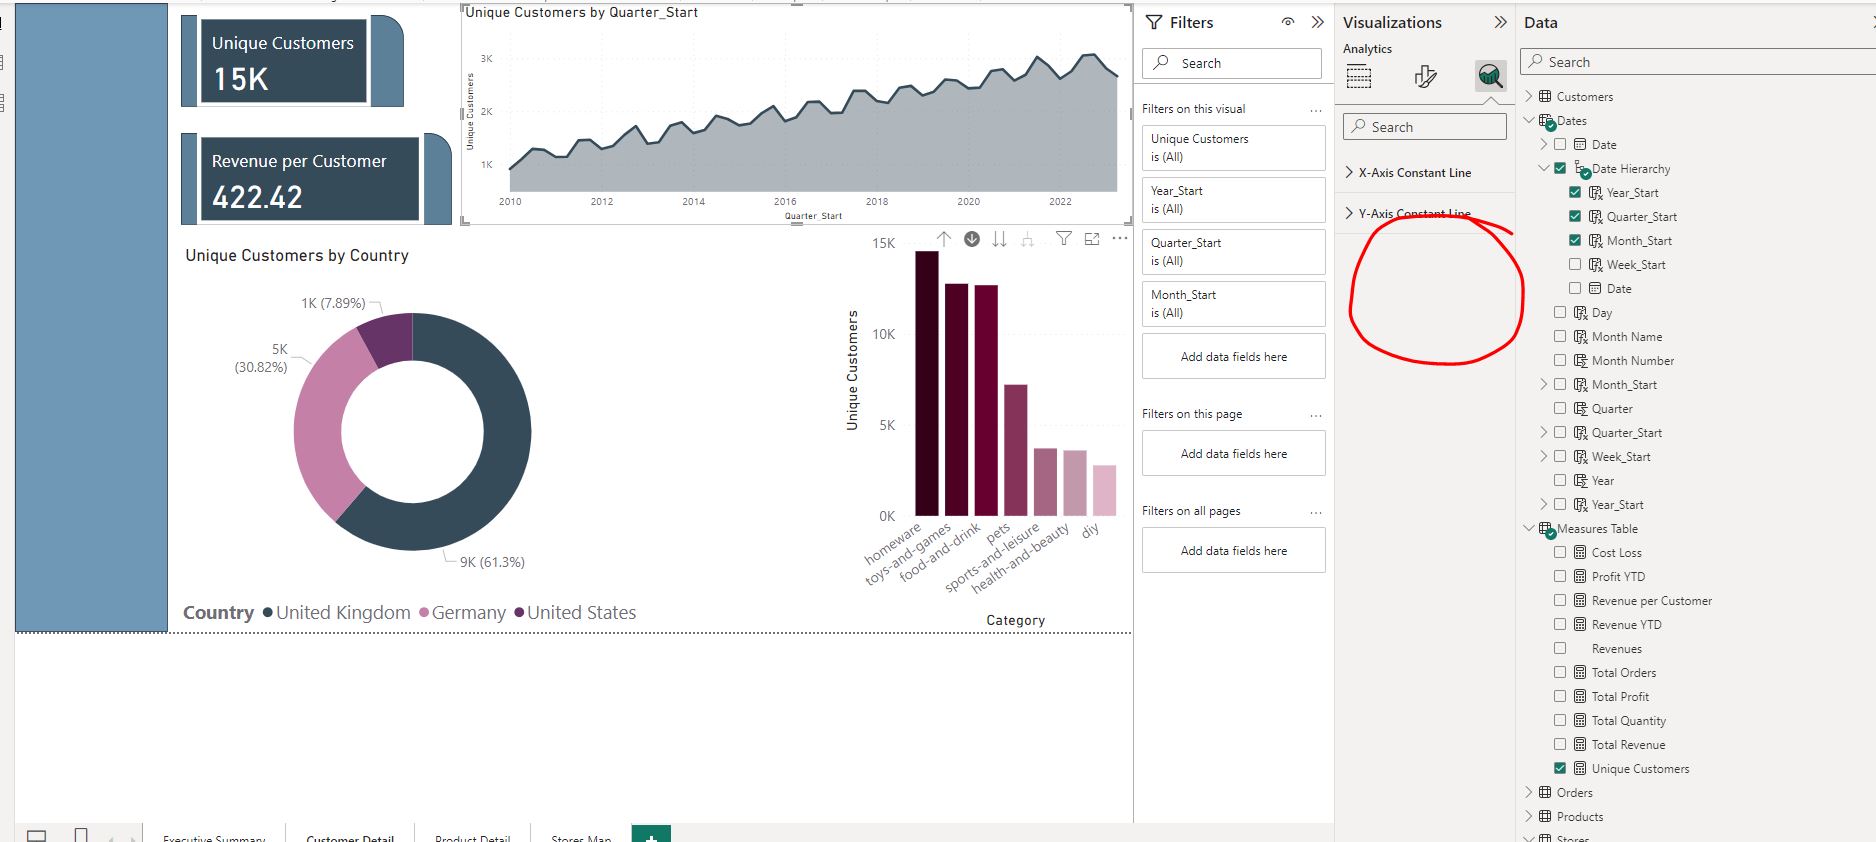 Unique Customers
15K
Revenue per Customer
422.42
Unique Customers by Quarter_Start
3K
2K
1K
Unique Customers
2010 2012 2014 2016 2018 2020 2022
Quarter_Start
Unique Customers by Country
1K (7.89%)
5K
(30.82%)
9K (61.3%)
Country United Kingdom Germany United States
15K
10K
5K
0K
Unique Customers
homeware
toys-and-games
food-and-drink
pets
sports-and-leisure
health-and-beauty
diy
Category
Executive Summary Customer Detail Product Detail Stores Map +
Filters
Search
Filters on this visual ...
Unique Customers
is (All)
Year_Start
is (All)
Quarter_Start
is (All)
Month_Start
is (All)
Add data fields here
Filters on this page ...
Add data fields here
Filters on all pages ...
Add data fields here
Visualizations
Analytics
Search
X-Axis Constant Line
Y-Axis Constant Line
Data
Search
Customers
Dates
Date
Date Hierarchy
Year_Start
Quarter_Start
Month_Start
Week_Start
Date
Day
Month Name
Month Number
Month_Start
Quarter
Quarter_Start
Week_Start
Year
Year_Start
Measures Table
Cost Loss
Profit YTD
Revenue per Customer
Revenue YTD
Revenues
Total Orders
Total Profit
Total Quantity
Total Revenue
Unique Customers
Orders
Products
Stores